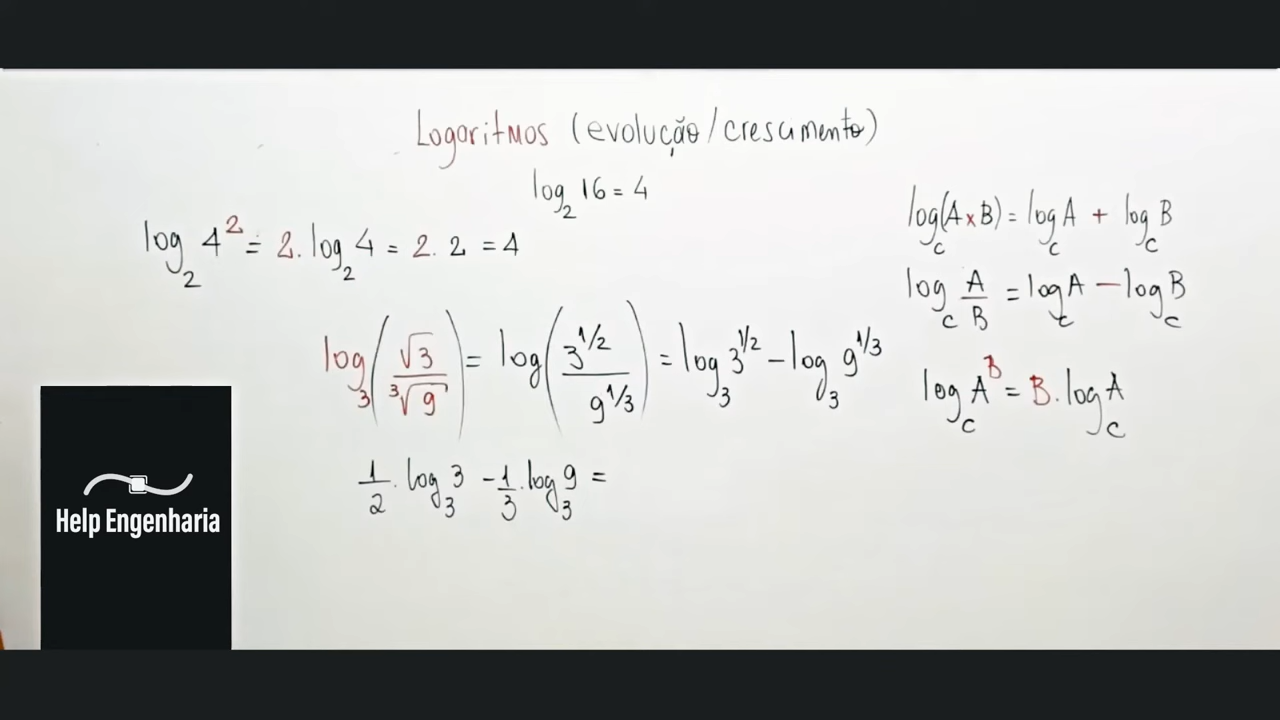 Logaritmos (evolução/crescimento)
log₂ 16 = 4
log₂ 4² = 2. log₂ 4 = 2. 2 = 4
log₃ (√3 / ∛9) = log (3^1/2 / 9^1/3) = log₃ 3^1/2 − log₃ 9^1/3
1/2 . log₃ 3 − 1/3 . log₃ 9 =
log_c (A x B) = log_c A + log_c B
log_c A/B = log_c A − log_c B
log_c A^B = B. log_c A
Help Engenharia